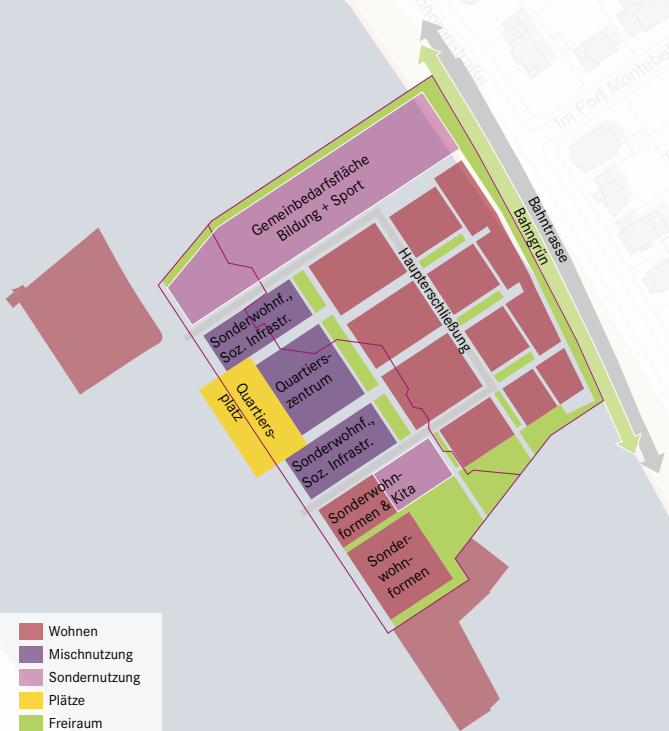 Im Fort Montebe
Bahntrasse
Bahngrün
Gemeinbedarfsfläche
Bildung + Sport
Haupterschließung
Sonderwohnf.,
Soz. Infrastr.
Quartiers-
zentrum
Quartiers-
platz
Sonderwohnf.,
Soz. Infrastr.
Sonderwohn-
formen & Kita
Sonder-
wohn-
formen
Wohnen
Mischnutzung
Sondernutzung
Plätze
Freiraum